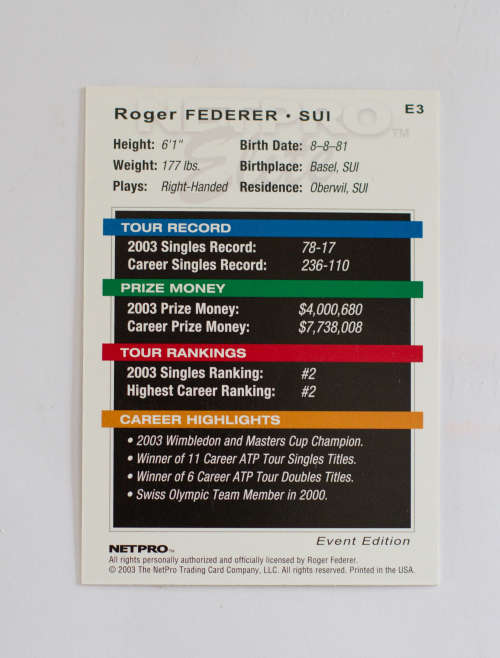 E3
Roger FEDERER • SUI
NETPRO™
Elite
Height: 6'1" Birth Date: 8–8–81
Weight: 177 lbs. Birthplace: Basel, SUI
Plays: Right-Handed Residence: Oberwil, SUI
TOUR RECORD
2003 Singles Record: 78-17
Career Singles Record: 236-110
PRIZE MONEY
2003 Prize Money: $4,000,680
Career Prize Money: $7,738,008
TOUR RANKINGS
2003 Singles Ranking: #2
Highest Career Ranking: #2
CAREER HIGHLIGHTS
• 2003 Wimbledon and Masters Cup Champion.
• Winner of 11 Career ATP Tour Singles Titles.
• Winner of 6 Career ATP Tour Doubles Titles.
• Swiss Olympic Team Member in 2000.
Event Edition
NETPRO™
All rights personally authorized and officially licensed by Roger Federer.
© 2003 The NetPro Trading Card Company, LLC. All rights reserved. Printed in the USA.